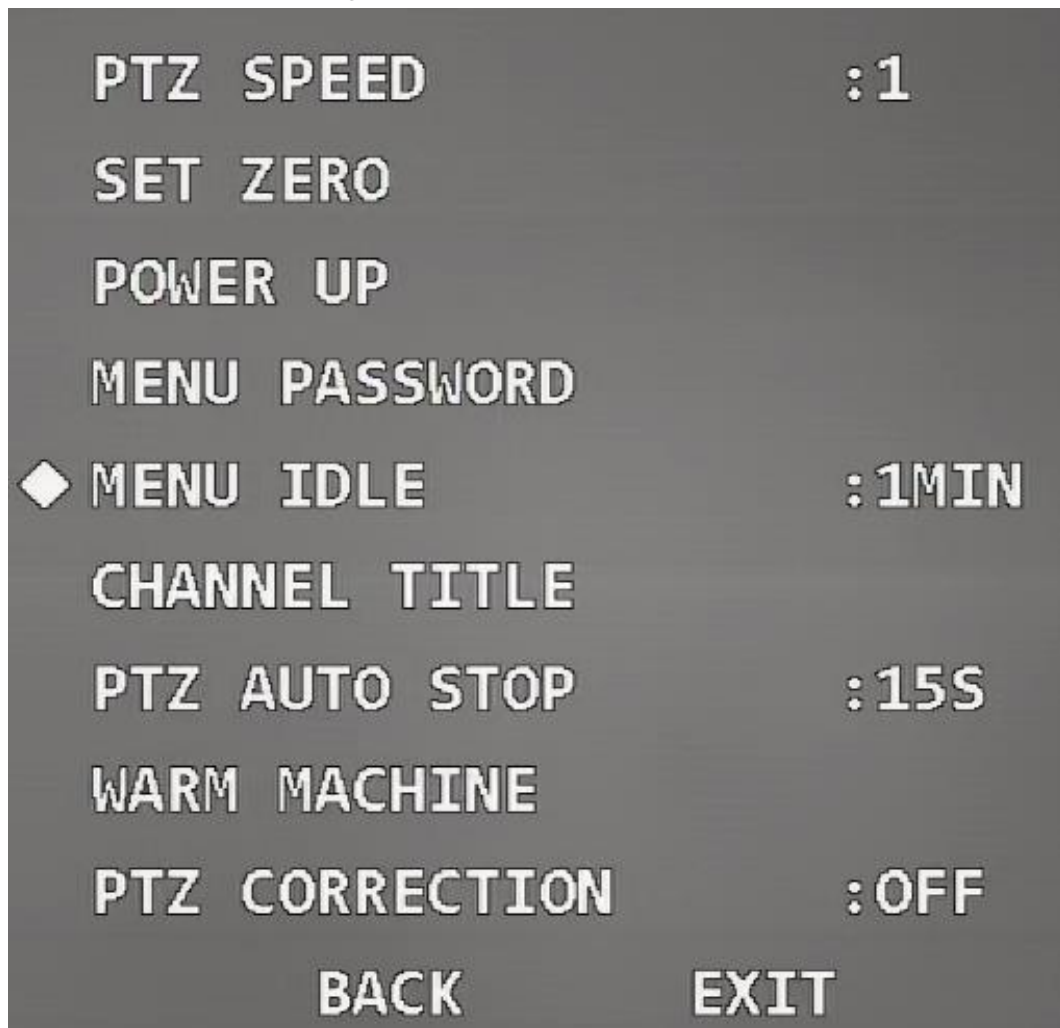 PTZ SPEED :1
SET ZERO
POWER UP
MENU PASSWORD
MENU IDLE :1MIN
CHANNEL TITLE
PTZ AUTO STOP :15S
WARM MACHINE
PTZ CORRECTION :OFF
BACK EXIT